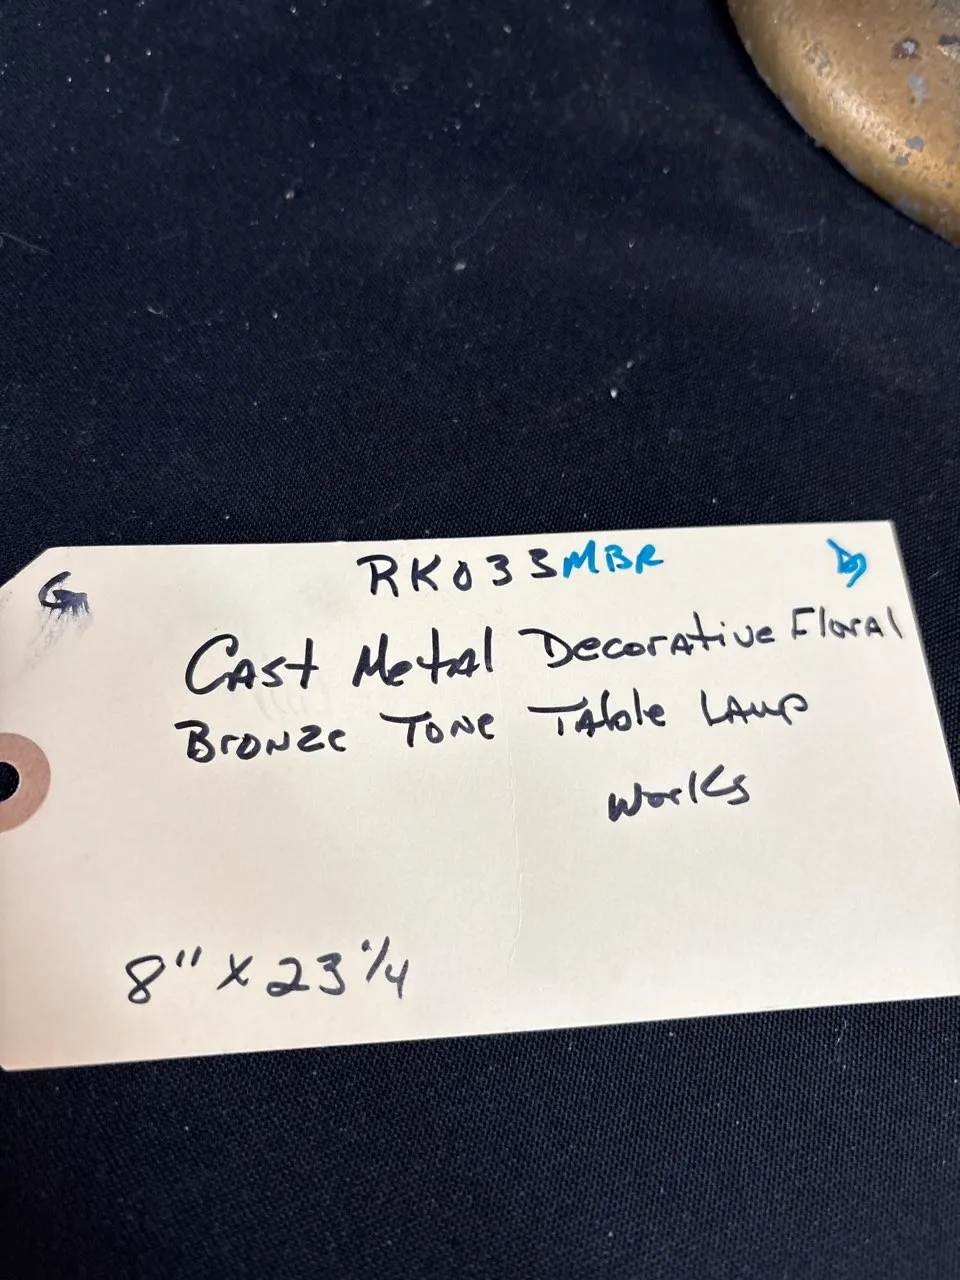 G
RK033MBR
Cast Metal Decorative Floral
Bronze Tone Table Lamp
Works
8" x 23 1/4